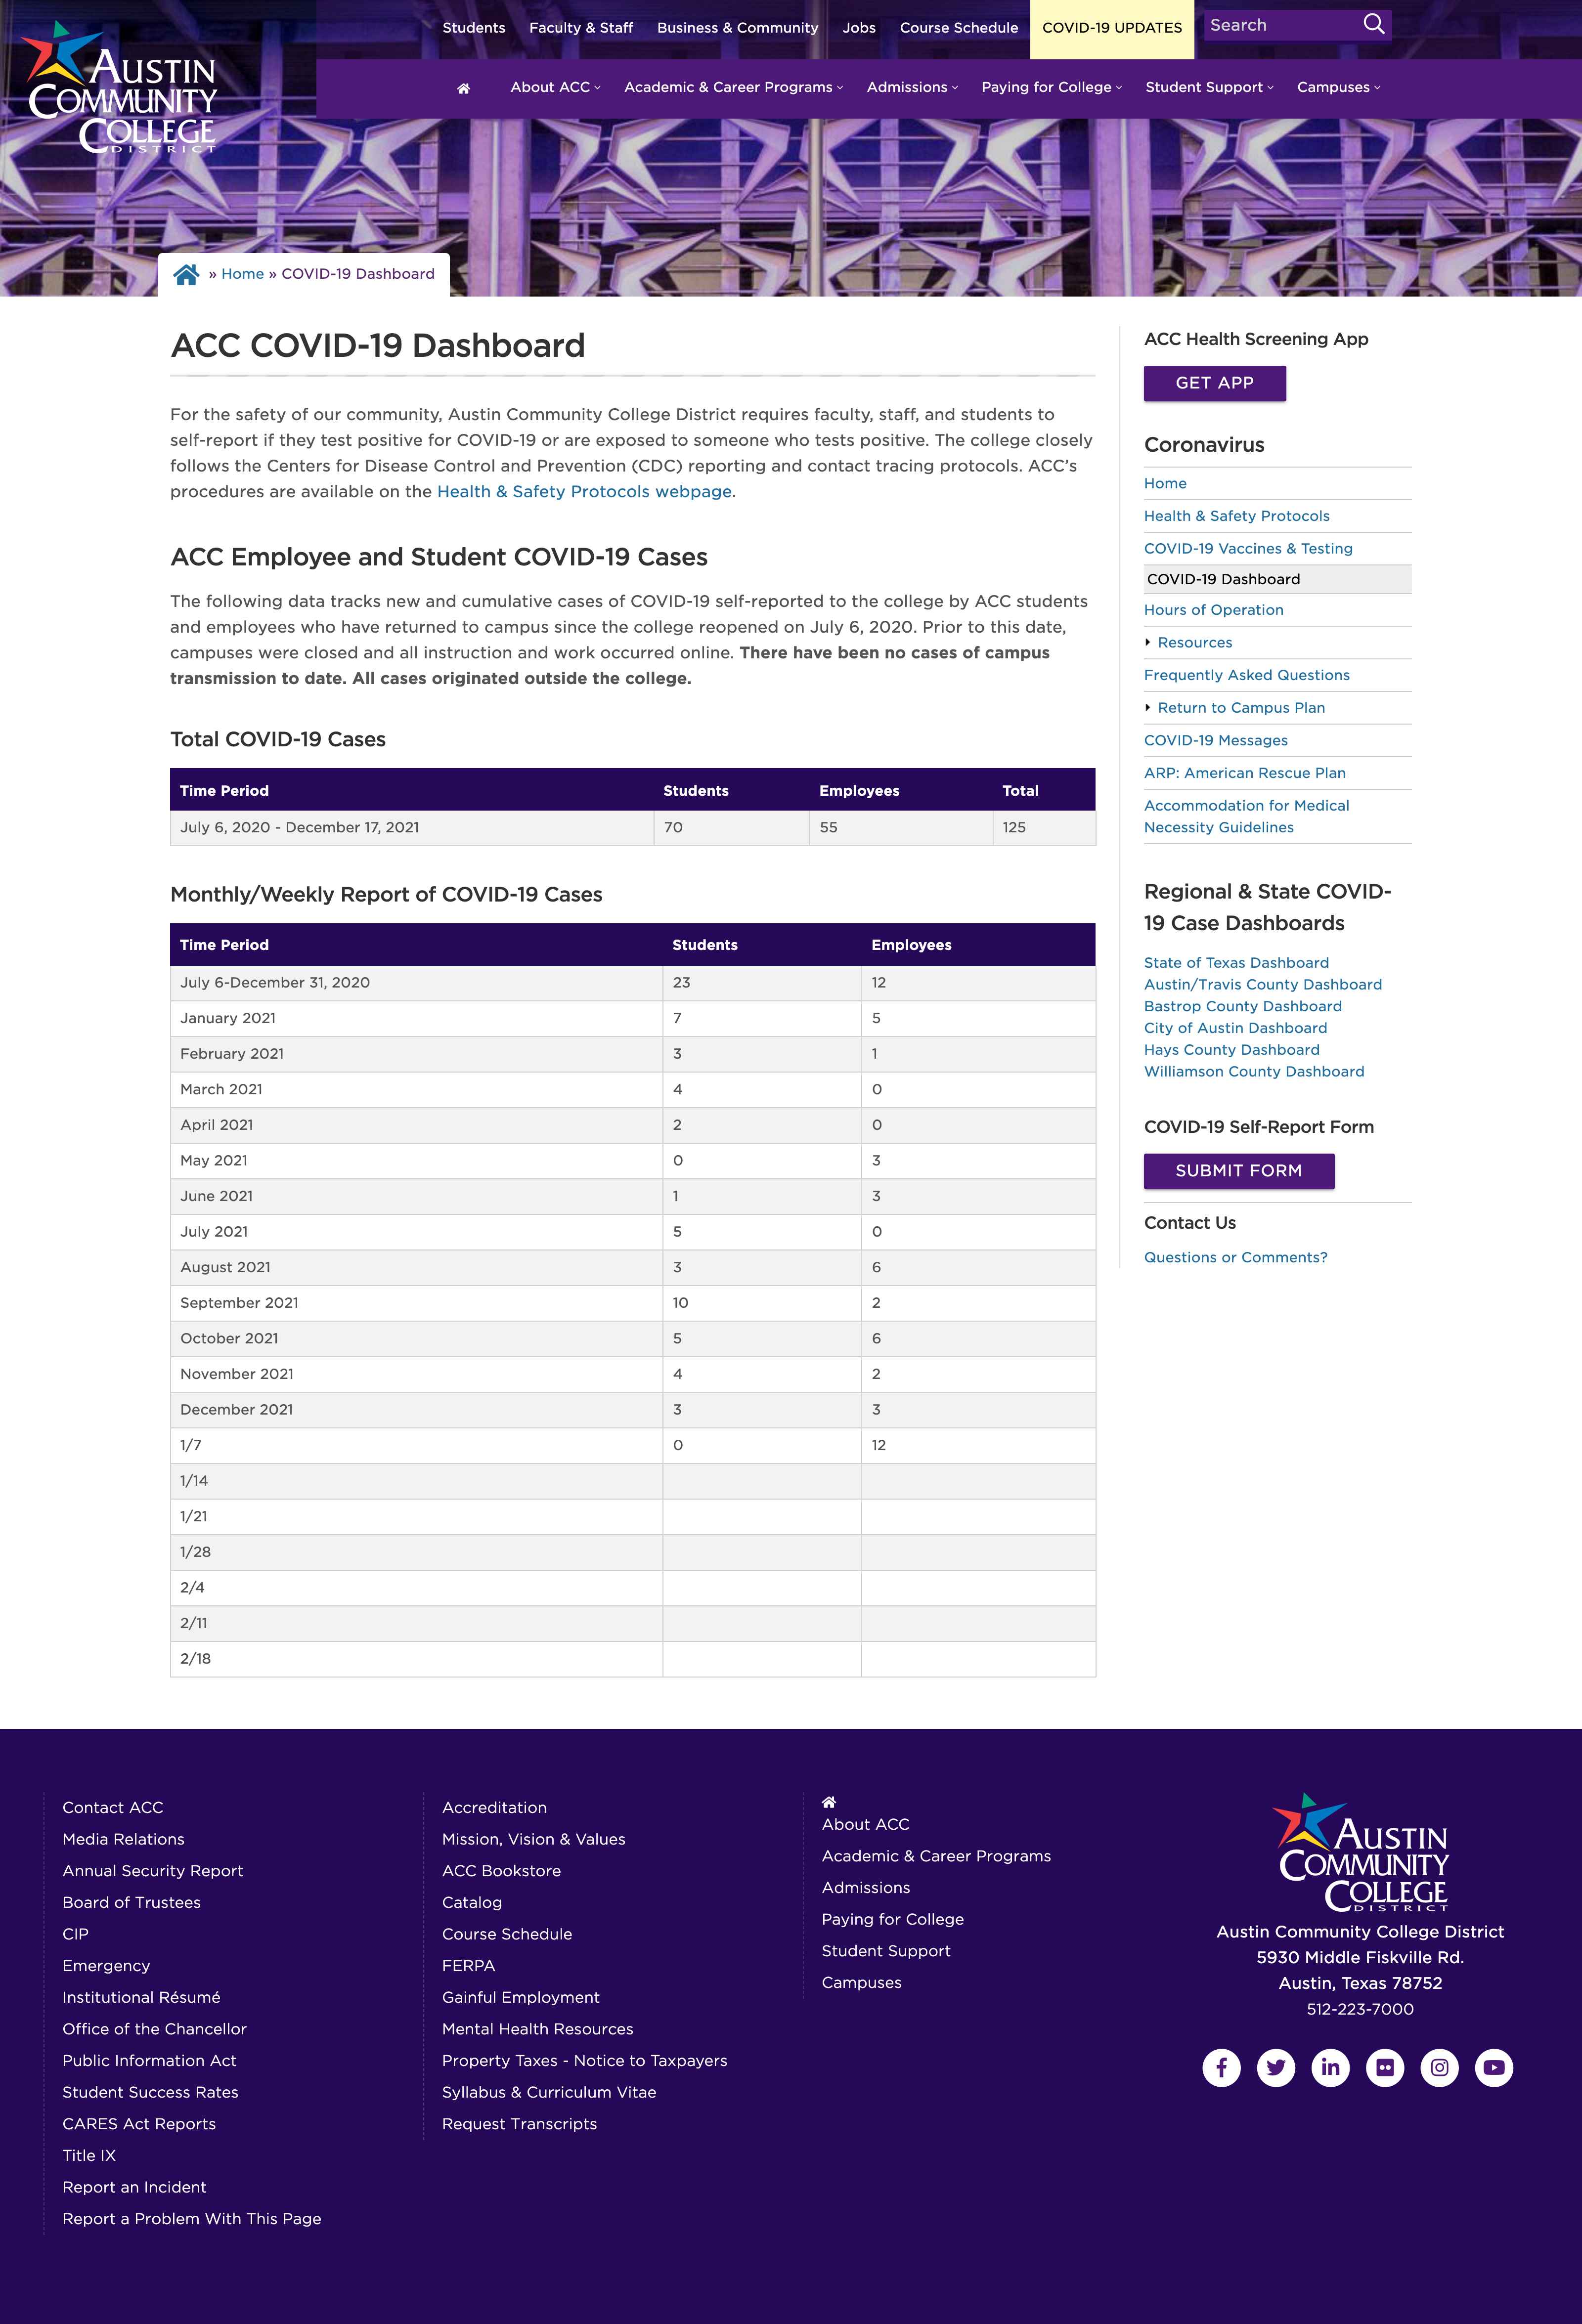 Students Faculty & Staff Business & Community Jobs Course Schedule COVID-19 UPDATES Search
AUSTIN
COMMUNITY
COLLEGE
DISTRICT
About ACC Academic & Career Programs Admissions Paying for College Student Support Campuses
» Home » COVID-19 Dashboard
ACC COVID-19 Dashboard
For the safety of our community, Austin Community College District requires faculty, staff, and students to
self-report if they test positive for COVID-19 or are exposed to someone who tests positive. The college closely
follows the Centers for Disease Control and Prevention (CDC) reporting and contact tracing protocols. ACC's
procedures are available on the Health & Safety Protocols webpage.
ACC Employee and Student COVID-19 Cases
The following data tracks new and cumulative cases of COVID-19 self-reported to the college by ACC students
and employees who have returned to campus since the college reopened on July 6, 2020. Prior to this date,
campuses were closed and all instruction and work occurred online. There have been no cases of campus
transmission to date. All cases originated outside the college.
Total COVID-19 Cases
Time Period Students Employees Total
July 6, 2020 - December 17, 2021 70 55 125
Monthly/Weekly Report of COVID-19 Cases
Time Period Students Employees
July 6-December 31, 2020 23 12
January 2021 7 5
February 2021 3 1
March 2021 4 0
April 2021 2 0
May 2021 0 3
June 2021 1 3
July 2021 5 0
August 2021 3 6
September 2021 10 2
October 2021 5 6
November 2021 4 2
December 2021 3 3
1/7 0 12
1/14
1/21
1/28
2/4
2/11
2/18
ACC Health Screening App
GET APP
Coronavirus
Home
Health & Safety Protocols
COVID-19 Vaccines & Testing
COVID-19 Dashboard
Hours of Operation
Resources
Frequently Asked Questions
Return to Campus Plan
COVID-19 Messages
ARP: American Rescue Plan
Accommodation for Medical
Necessity Guidelines
Regional & State COVID-
19 Case Dashboards
State of Texas Dashboard
Austin/Travis County Dashboard
Bastrop County Dashboard
City of Austin Dashboard
Hays County Dashboard
Williamson County Dashboard
COVID-19 Self-Report Form
SUBMIT FORM
Contact Us
Questions or Comments?
Contact ACC
Media Relations
Annual Security Report
Board of Trustees
CIP
Emergency
Institutional Résumé
Office of the Chancellor
Public Information Act
Student Success Rates
CARES Act Reports
Title IX
Report an Incident
Report a Problem With This Page
Accreditation
Mission, Vision & Values
ACC Bookstore
Catalog
Course Schedule
FERPA
Gainful Employment
Mental Health Resources
Property Taxes - Notice to Taxpayers
Syllabus & Curriculum Vitae
Request Transcripts
About ACC
Academic & Career Programs
Admissions
Paying for College
Student Support
Campuses
AUSTIN
COMMUNITY
COLLEGE
DISTRICT
Austin Community College District
5930 Middle Fiskville Rd.
Austin, Texas 78752
512-223-7000